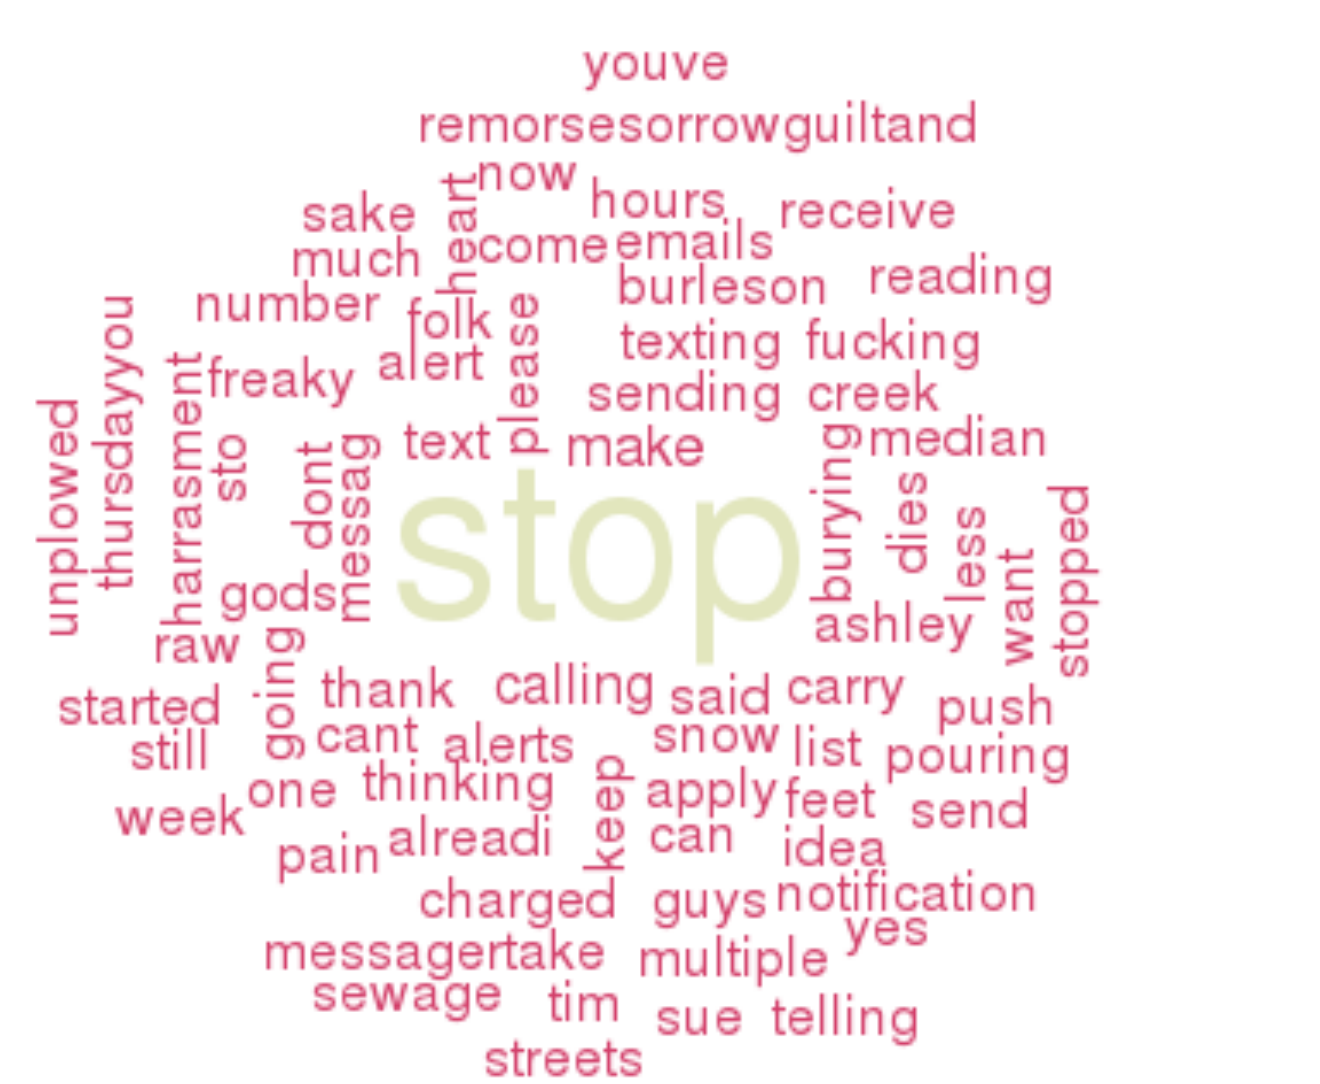 youve
remorsesorrowguiltand
now
heart
hours
receive
sake
come
emails
much
burleson
reading
number
folk
please
texting
fucking
thursdayyou
alert
freaky
sending
creek
harrasment
unplowed
text
make
median
sto
dont
messag
stop
burying
dies
less
want
stopped
gods
ashley
raw
going
thank
calling
said
carry
started
push
cant
alerts
snow
list
still
pouring
one
thinking
keep
apply
feet
send
week
pain
alreadi
can
idea
charged
guys
notification
yes
messagertake
multiple
sewage
tim
sue
telling
streets